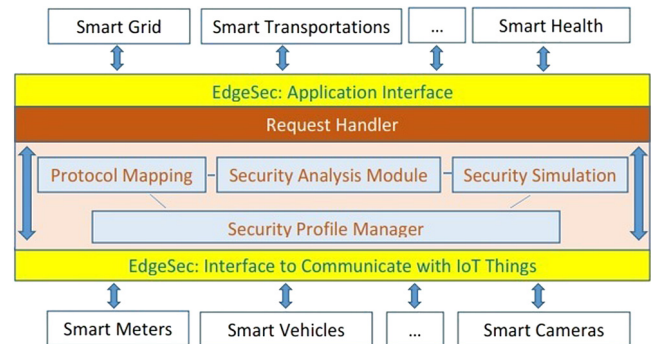 Smart Grid
Smart Transportations
...
Smart Health
EdgeSec: Application Interface
Request Handler
Protocol Mapping
Security Analysis Module
Security Simulation
Security Profile Manager
EdgeSec: Interface to Communicate with IoT Things
Smart Meters
Smart Vehicles
...
Smart Cameras